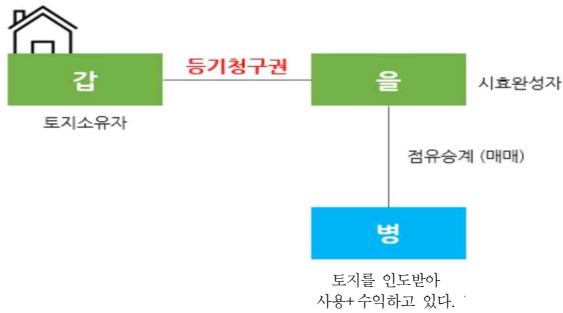 갑
등기청구권
을
시효완성자
토지소유자
점유승계 (매매)
병
토지를 인도받아
사용+수익하고 있다.